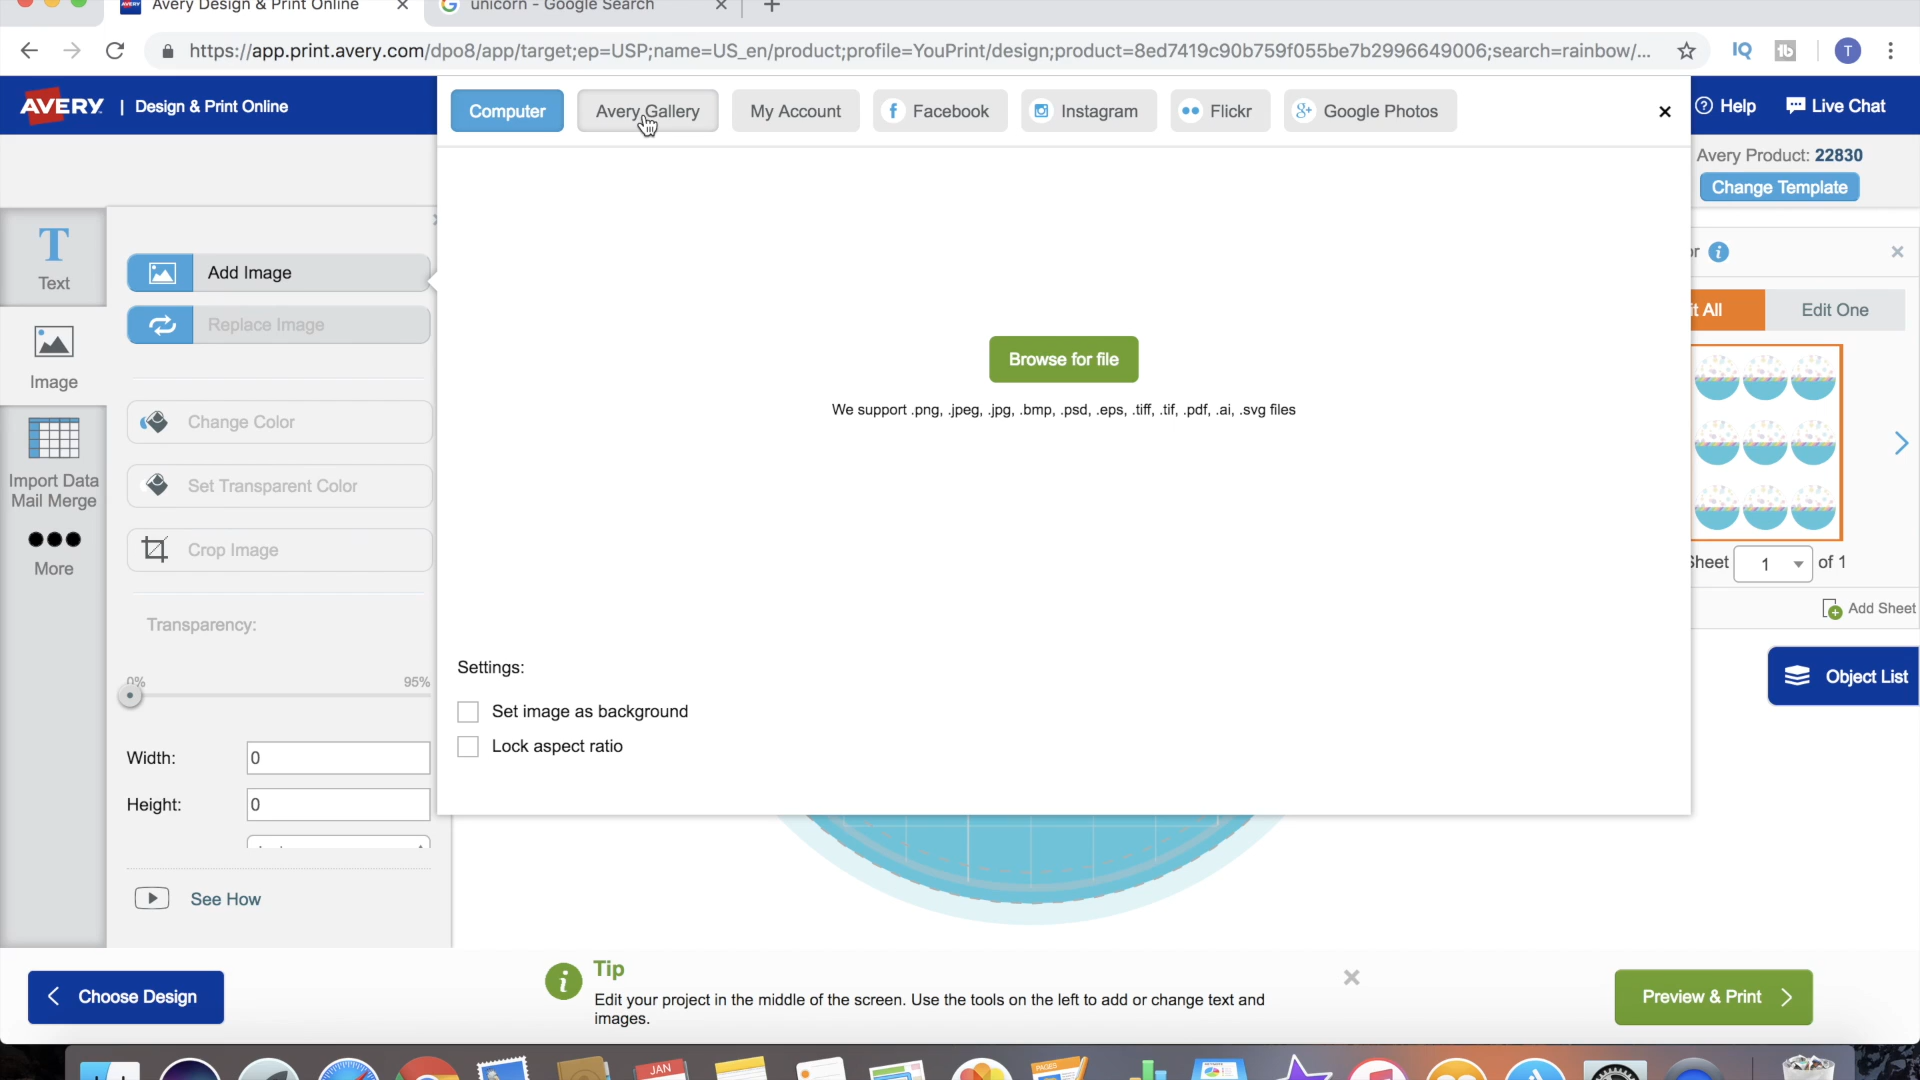 Avery Design & Print Online
unicorn - Google Search
https://app.print.avery.com/dpo8/app/target;ep=USP;name=US_en/product;profile=YouPrint/design;product=8ed7419c90b759f055be7b2996649006;search=rainbow/...
IQ
T
AVERY | Design & Print Online
Computer
Avery Gallery
My Account
Facebook
Instagram
Flickr
Google Photos
Help
Live Chat
Avery Product: 22830
Change Template
Text
Add Image
Replace Image
Image
Change Color
Set Transparent Color
Crop Image
Import Data
Mail Merge
More
Transparency:
0%
95%
Width:
0
Height:
0
See How
Browse for file
We support .png, .jpeg, .jpg, .bmp, .psd, .eps, .tiff, .tif, .pdf, .ai, .svg files
Settings:
Set image as background
Lock aspect ratio
or
it All
Edit One
Sheet
1
of 1
Add Sheet
Object List
Choose Design
Tip
Edit your project in the middle of the screen. Use the tools on the left to add or change text and
images.
Preview & Print
JAN
PAGES